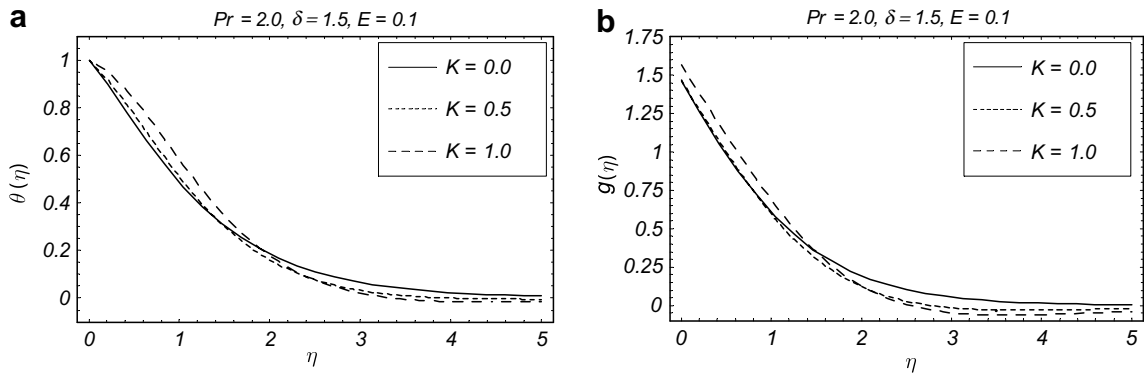 a
Pr = 2.0, δ = 1.5, E = 0.1
K = 0.0
K = 0.5
K = 1.0
1
0.8
0.6
0.4
0.2
0
θ (η)
0 1 2 3 4 5
η
b
Pr = 2.0, δ = 1.5, E = 0.1
K = 0.0
K = 0.5
K = 1.0
1.75
1.5
1.25
1
0.75
0.5
0.25
0
g(η)
0 1 2 3 4 5
η